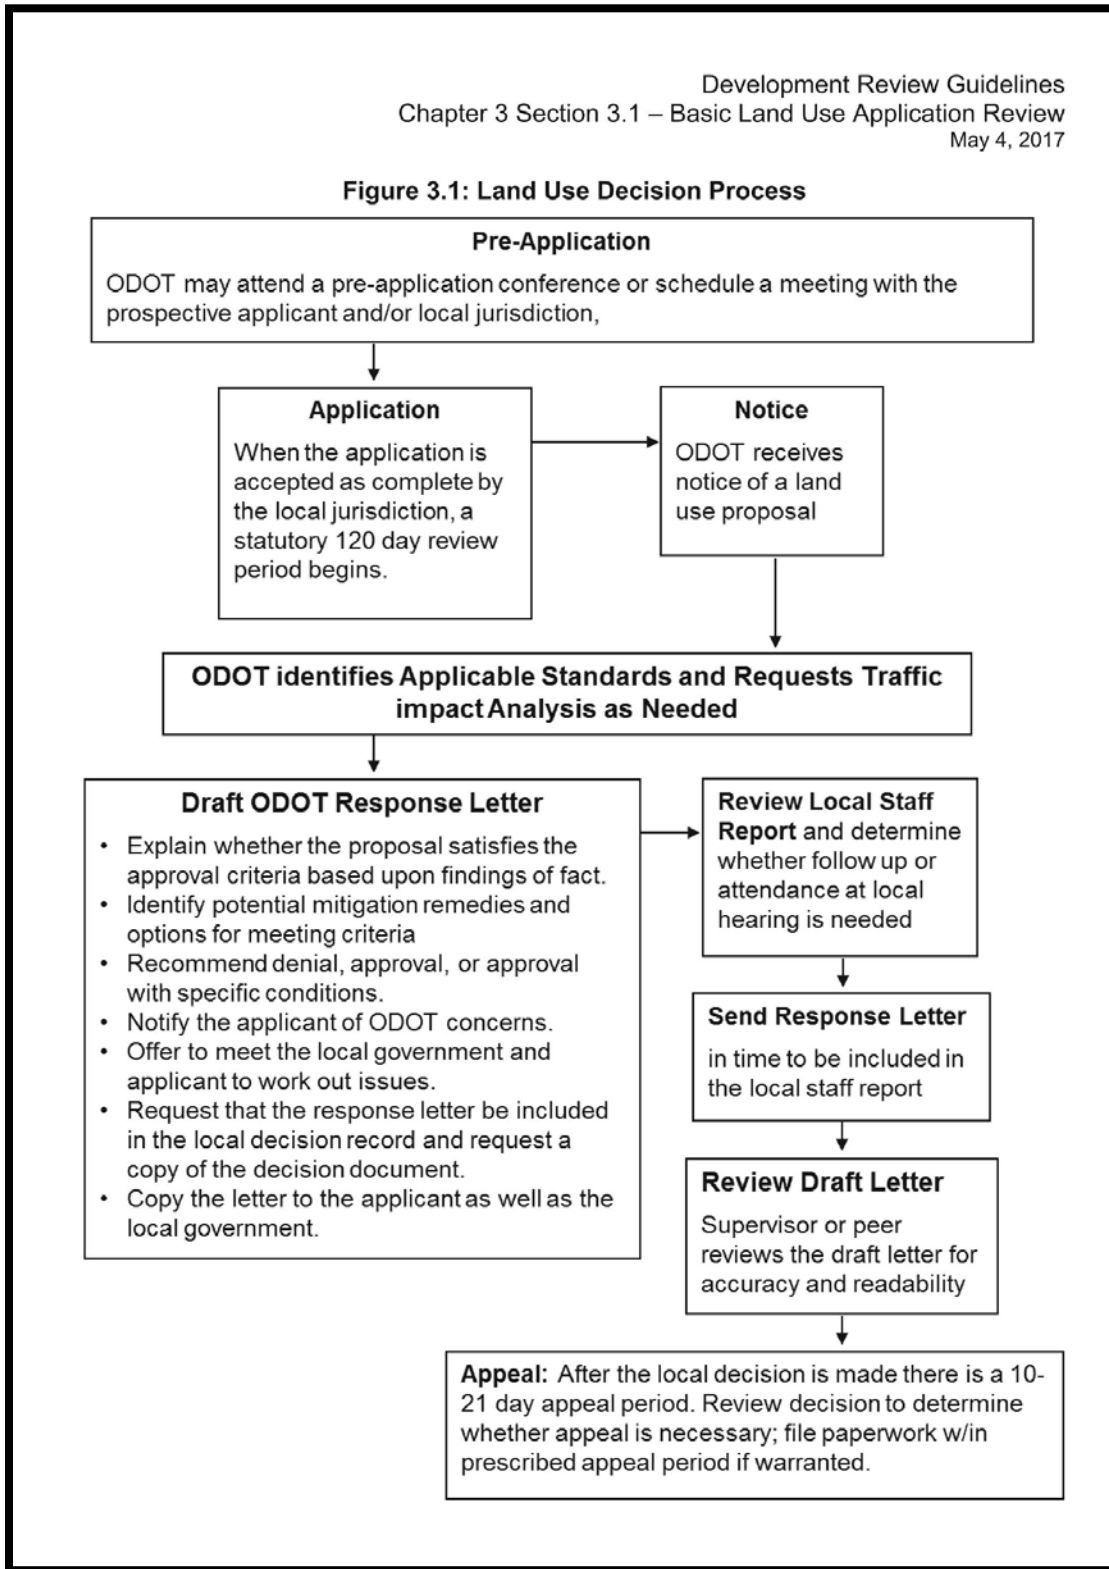 Development Review Guidelines
Chapter 3 Section 3.1 – Basic Land Use Application Review
May 4, 2017
Figure 3.1: Land Use Decision Process
Pre-Application
ODOT may attend a pre-application conference or schedule a meeting with the
prospective applicant and/or local jurisdiction,
Application
When the application is
accepted as complete by
the local jurisdiction, a
statutory 120 day review
period begins.
Notice
ODOT receives
notice of a land
use proposal
ODOT identifies Applicable Standards and Requests Traffic
impact Analysis as Needed
Draft ODOT Response Letter
• Explain whether the proposal satisfies the
approval criteria based upon findings of fact.
• Identify potential mitigation remedies and
options for meeting criteria
• Recommend denial, approval, or approval
with specific conditions.
• Notify the applicant of ODOT concerns.
• Offer to meet the local government and
applicant to work out issues.
• Request that the response letter be included
in the local decision record and request a
copy of the decision document.
• Copy the letter to the applicant as well as the
local government.
Review Local Staff
Report and determine
whether follow up or
attendance at local
hearing is needed
Send Response Letter
in time to be included in
the local staff report
Review Draft Letter
Supervisor or peer
reviews the draft letter for
accuracy and readability
Appeal: After the local decision is made there is a 10-
21 day appeal period. Review decision to determine
whether appeal is necessary; file paperwork w/in
prescribed appeal period if warranted.